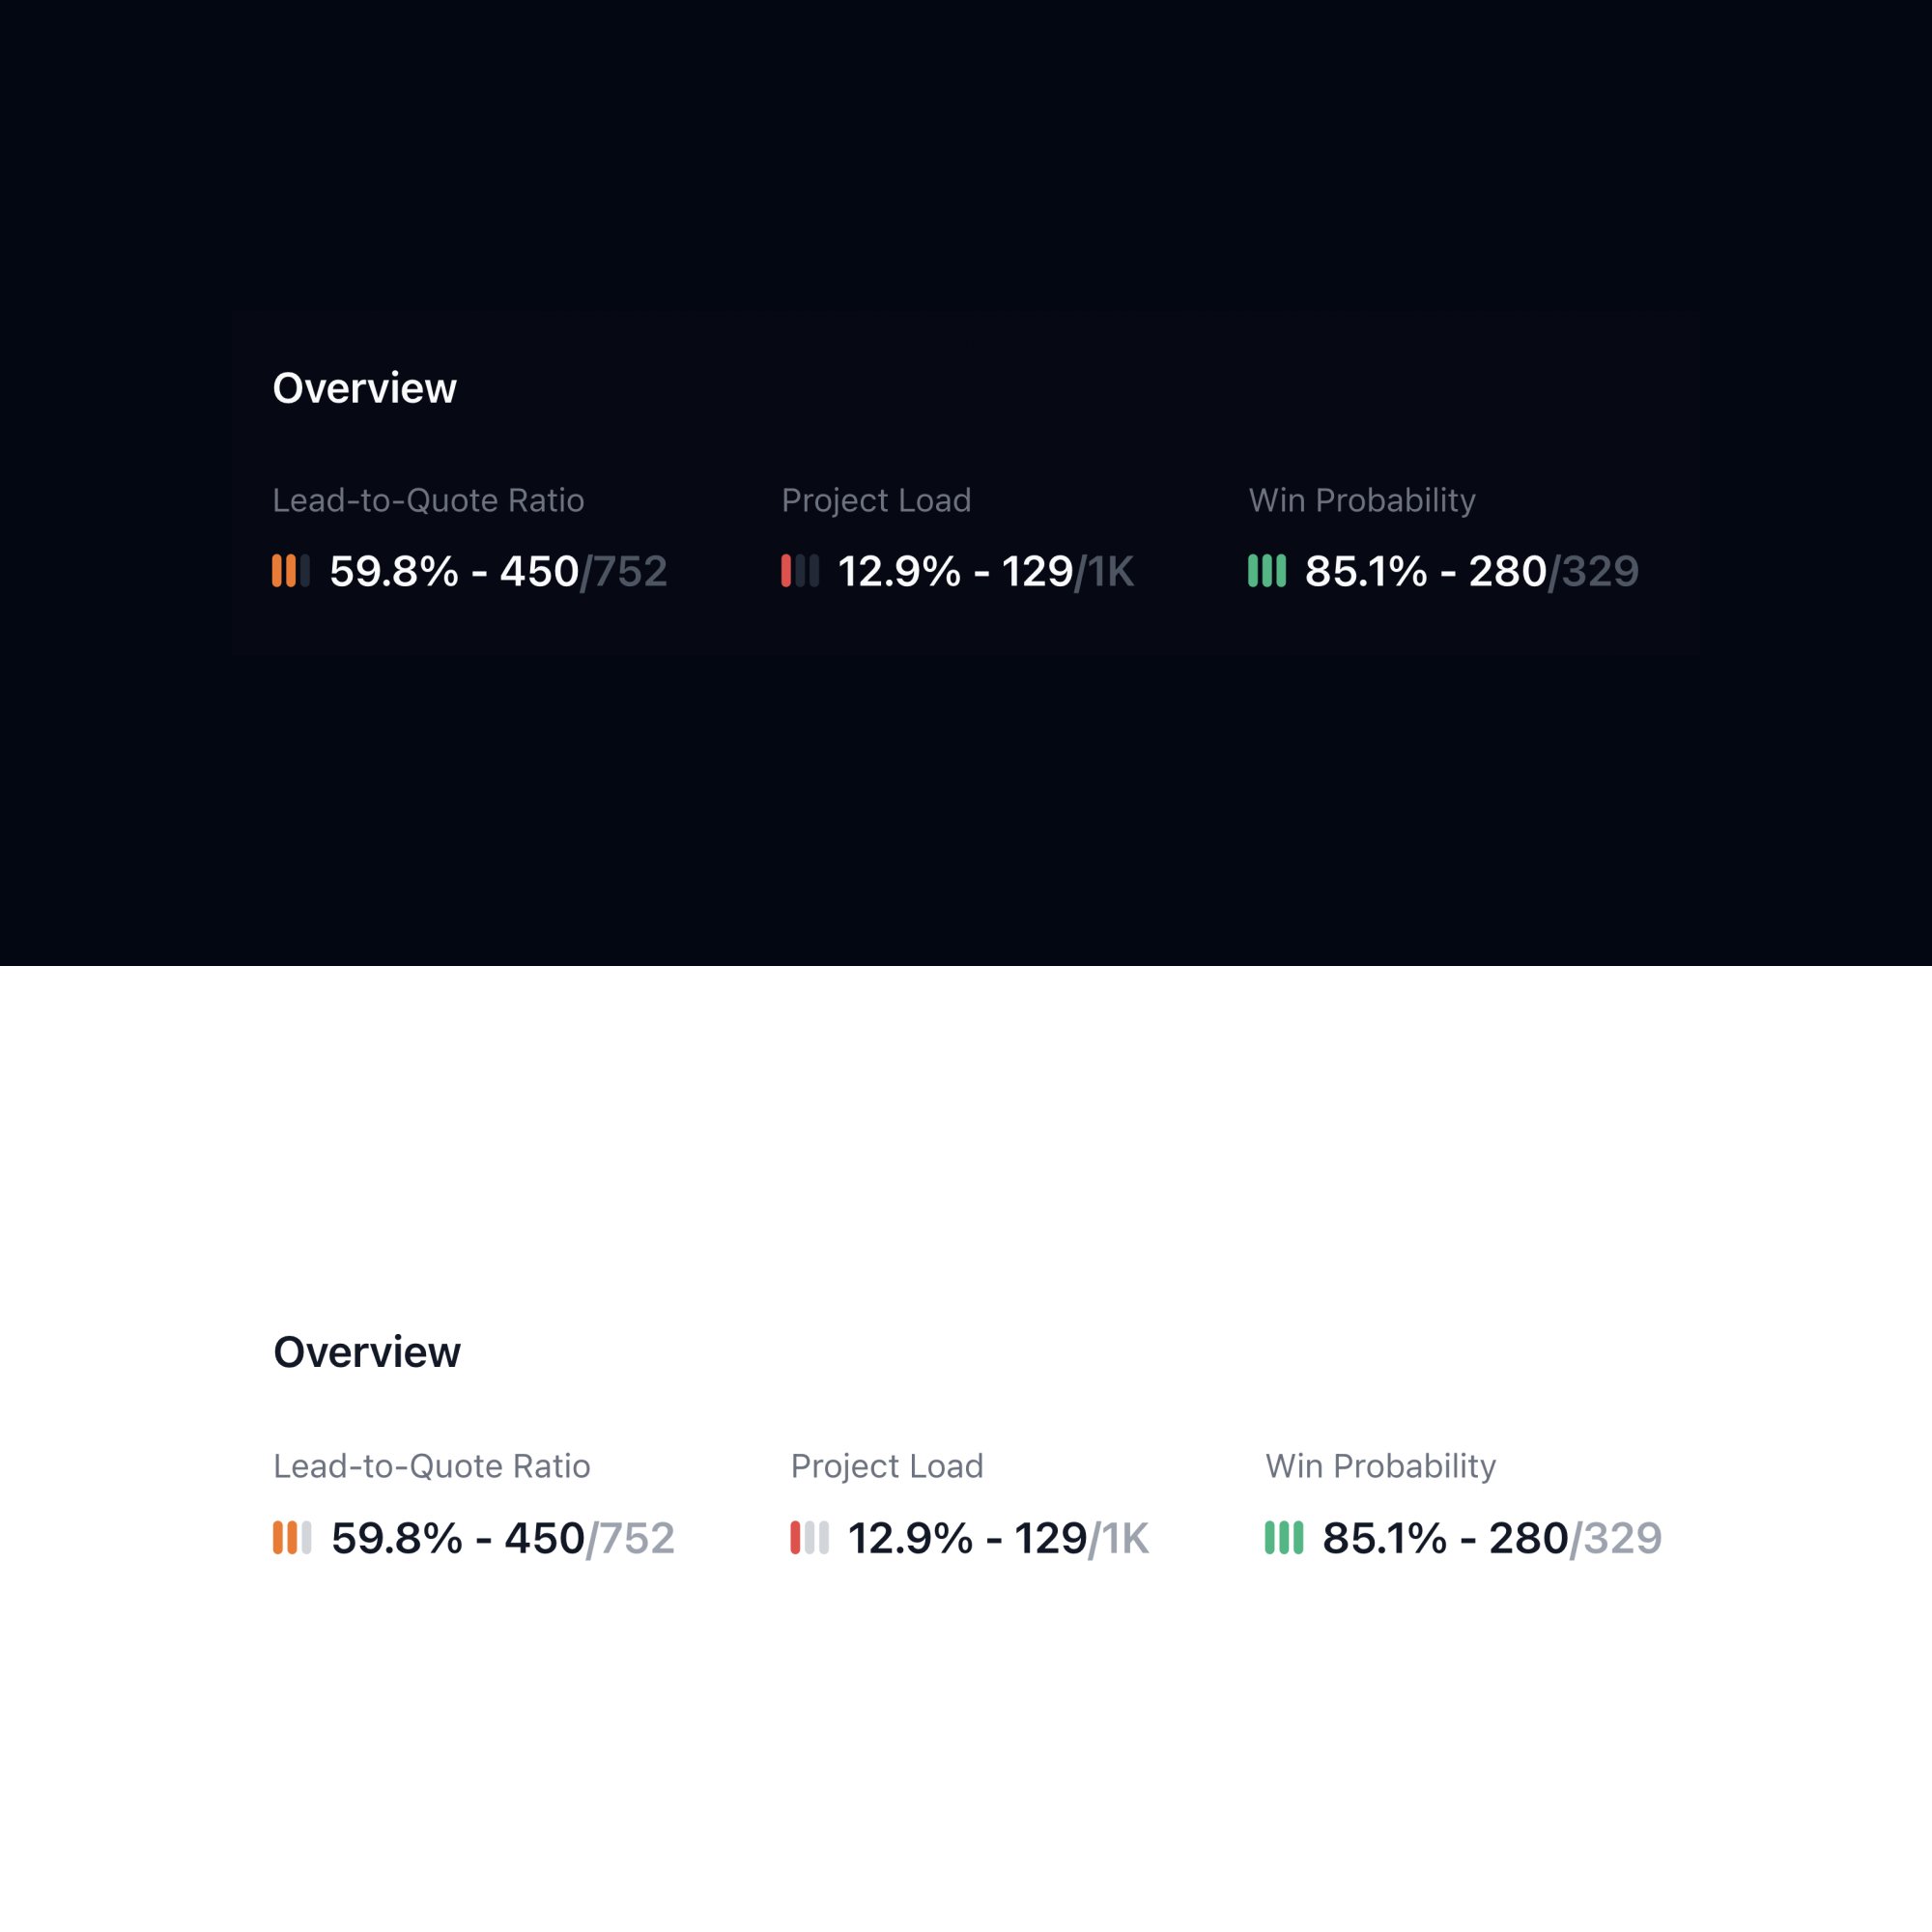 Overview
Lead-to-Quote Ratio Project Load Win Probability
59.8% - 450/752 12.9% - 129/1K 85.1% - 280/329
Overview
Lead-to-Quote Ratio Project Load Win Probability
59.8% - 450/752 12.9% - 129/1K 85.1% - 280/329